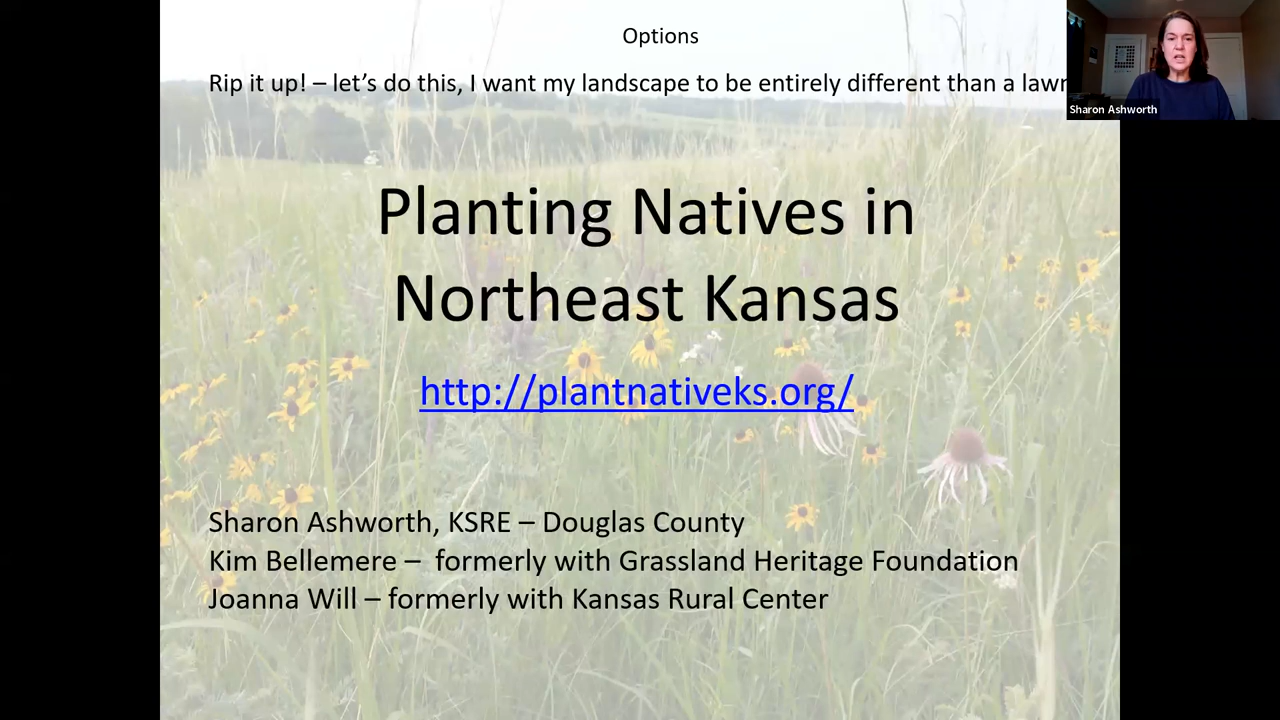 Options
Rip it up! – let's do this, I want my landscape to be entirely different than a lawn
Sharon Ashworth
Planting Natives in
Northeast Kansas
http://plantnativeks.org/
Sharon Ashworth, KSRE – Douglas County
Kim Bellemere – formerly with Grassland Heritage Foundation
Joanna Will – formerly with Kansas Rural Center